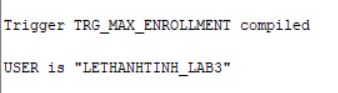 Trigger TRG_MAX_ENROLLMENT compiled
USER is "LETHANHTINH_LAB3"